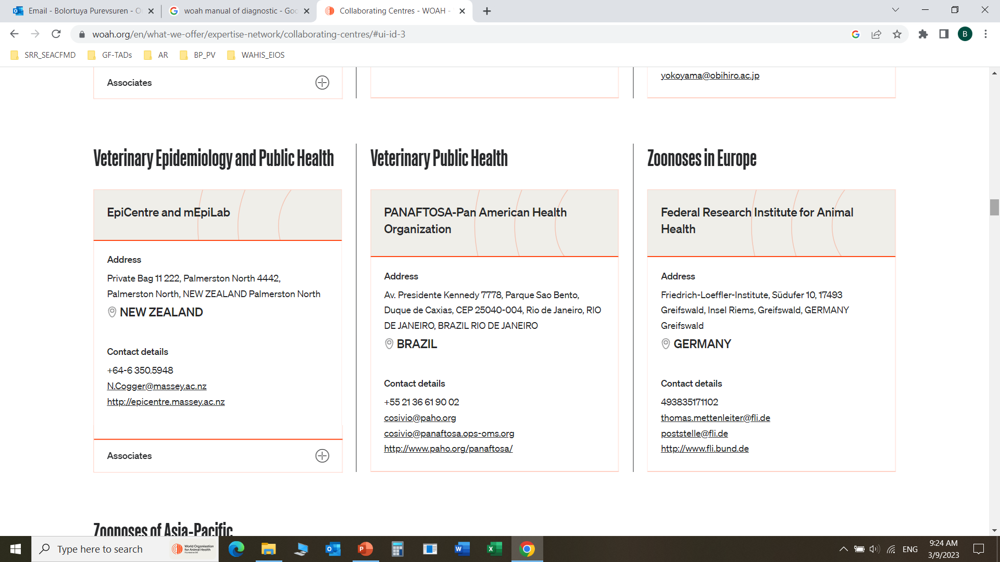 Email - Bolortuya Purevsuren - O
woah manual of diagnostic - Goo
Collaborating Centres - WOAH -
woah.org/en/what-we-offer/expertise-network/collaborating-centres/#ui-id-3
B
SRR_SEACFMD
GF-TADs
AR
BP_PV
WAHIS_EIOS
Associates
yokoyama@obihiro.ac.jp
Veterinary Epidemiology and Public Health
EpiCentre and mEpiLab
Address
Private Bag 11 222, Palmerston North 4442,
Palmerston North, NEW ZEALAND Palmerston North
NEW ZEALAND
Contact details
+64-6 350.5948
N.Cogger@massey.ac.nz
http://epicentre.massey.ac.nz
Associates
Veterinary Public Health
PANAFTOSA-Pan American Health
Organization
Address
Av. Presidente Kennedy 7778, Parque Sao Bento,
Duque de Caxias, CEP 25040-004, Rio de Janeiro, RIO
DE JANEIRO, BRAZIL RIO DE JANEIRO
BRAZIL
Contact details
+55 21 36 61 90 02
cosivio@paho.org
cosivio@panaftosa.ops-oms.org
http://www.paho.org/panaftosa/
Zoonoses in Europe
Federal Research Institute for Animal
Health
Address
Friedrich-Loeffler-Institute, Südufer 10, 17493
Greifswald, Insel Riems, Greifswald, GERMANY
Greifswald
GERMANY
Contact details
493835171102
thomas.mettenleiter@fli.de
poststelle@fli.de
http://www.fli.bund.de
Zoonoses of Asia-Pacific
Type here to search
World Organisation
for Animal Health
ENG
9:24 AM
3/9/2023